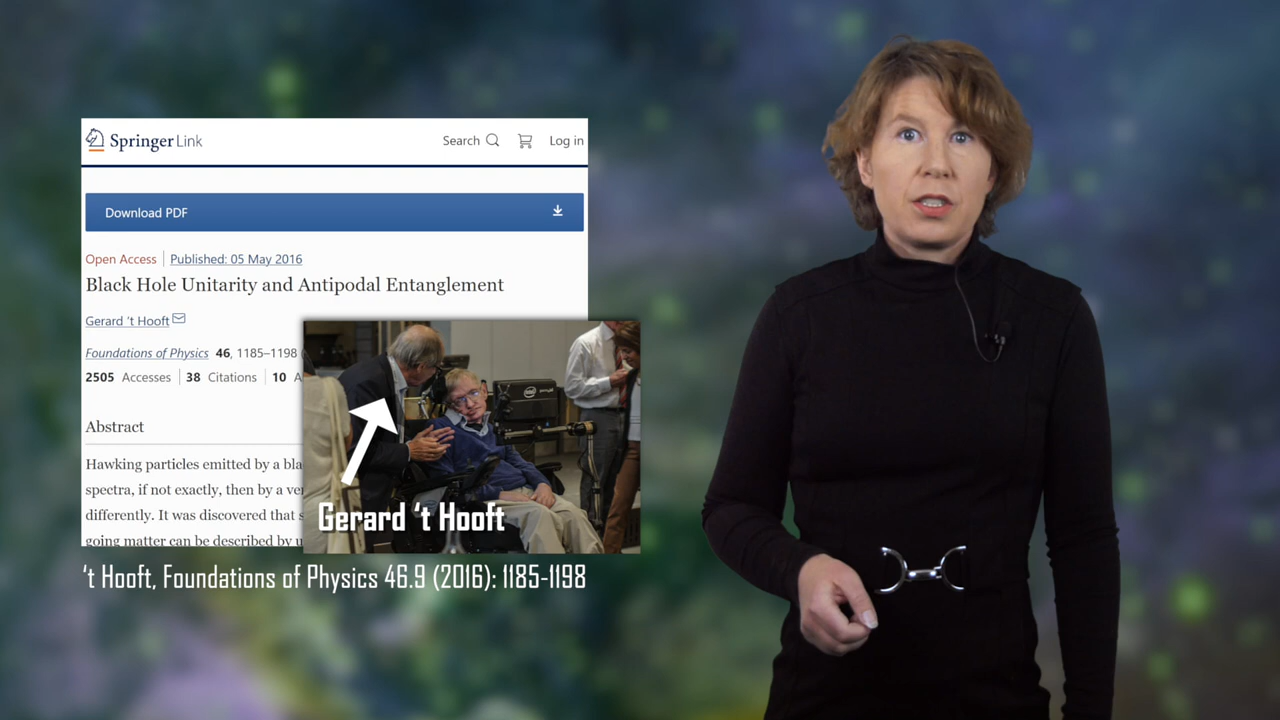 Springer Link
Search
Log in
Download PDF
Open Access
Published: 05 May 2016
Black Hole Unitarity and Antipodal Entanglement
Gerard ‘t Hooft
Foundations of Physics 46, 1185–1198
2505 Accesses 38 Citations 10 A
Abstract
Hawking particles emitted by a bla
spectra, if not exactly, then by a ver
differently. It was discovered that s
going matter can be described by u
intel
Gerard ‘t Hooft
‘t Hooft, Foundations of Physics 46.9 (2016): 1185-1198